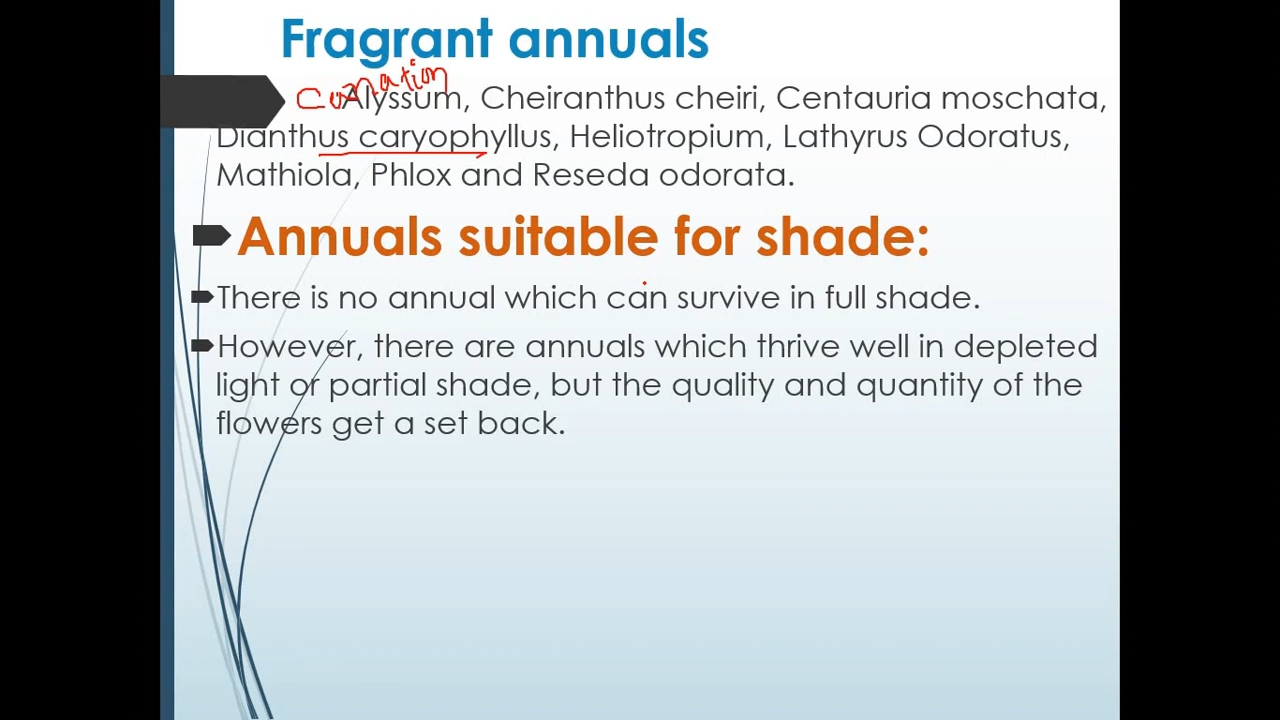 Fragrant annuals
Carnation
Alyssum, Cheiranthus cheiri, Centauria moschata,
Dianthus caryophyllus, Heliotropium, Lathyrus Odoratus,
Mathiola, Phlox and Reseda odorata.
Annuals suitable for shade:
There is no annual which can survive in full shade.
However, there are annuals which thrive well in depleted
light or partial shade, but the quality and quantity of the
flowers get a set back.